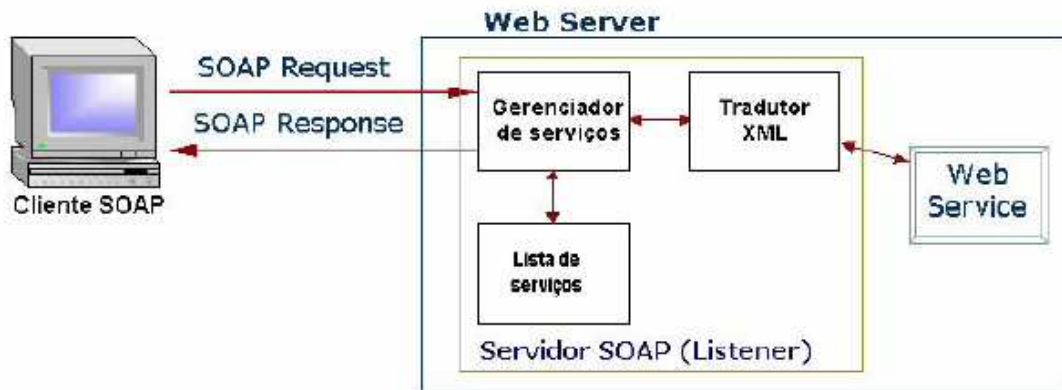 Web Server
SOAP Request
SOAP Response
Cliente SOAP
Gerenciador
de serviços
Tradutor
XML
Web
Service
Lista de
serviços
Servidor SOAP (Listener)